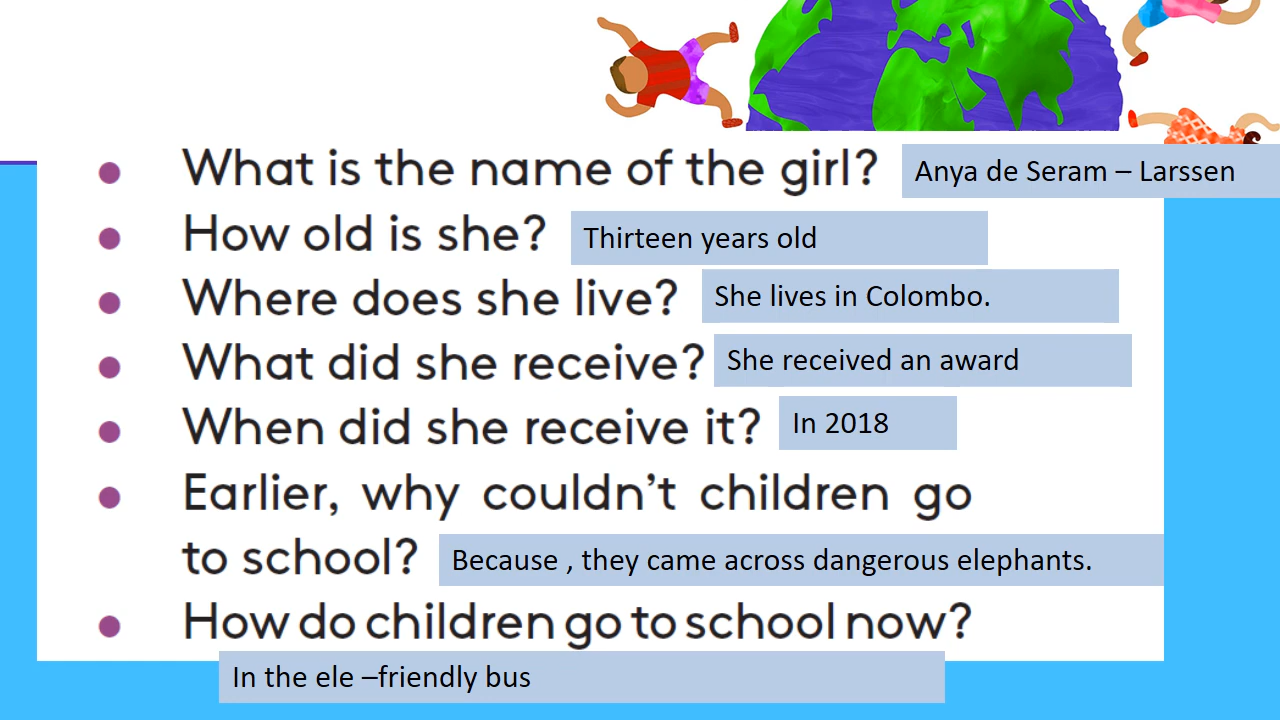 • What is the name of the girl? Anya de Seram – Larssen
• How old is she? Thirteen years old
• Where does she live? She lives in Colombo.
• What did she receive? She received an award
• When did she receive it? In 2018
• Earlier, why couldn't children go
to school? Because , they came across dangerous elephants.
• How do children go to school now?
In the ele –friendly bus